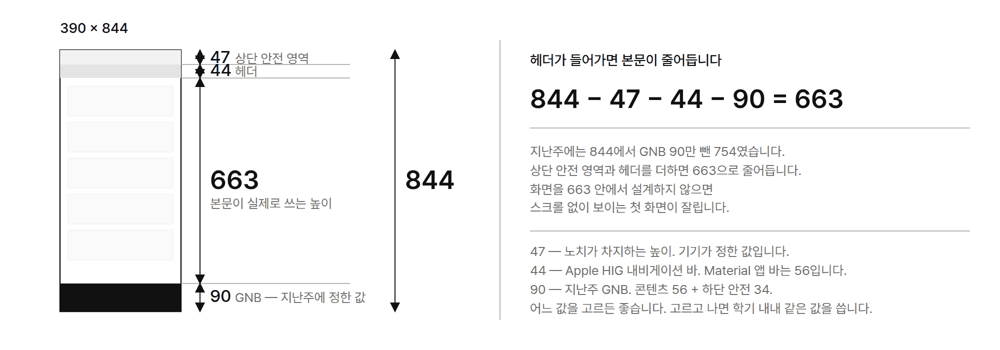 390 × 844
47 상단 안전 영역
44 헤더
663
본문이 실제로 쓰는 높이
90 GNB — 지난주에 정한 값
844
헤더가 들어가면 본문이 줄어듭니다
844 − 47 − 44 − 90 = 663
지난주에는 844에서 GNB 90만 뺀 754였습니다.
상단 안전 영역과 헤더를 더하면 663으로 줄어듭니다.
화면을 663 안에서 설계하지 않으면
스크롤 없이 보이는 첫 화면이 잘립니다.
47 — 노치가 차지하는 높이. 기기가 정한 값입니다.
44 — Apple HIG 내비게이션 바. Material 앱 바는 56입니다.
90 — 지난주 GNB. 콘텐츠 56 + 하단 안전 34.
어느 값을 고르든 좋습니다. 고르고 나면 학기 내내 같은 값을 씁니다.